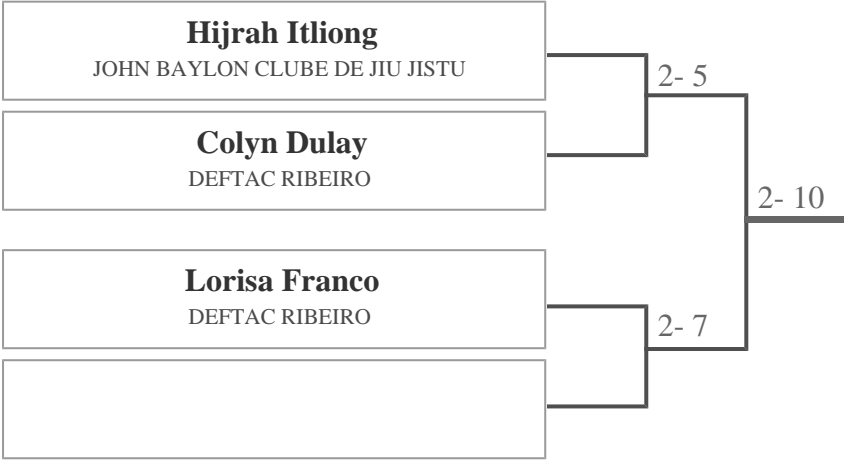 Hijrah Itliong
JOHN BAYLON CLUBE DE JIU JISTU
2- 5
Colyn Dulay
DEFTAC RIBEIRO
2- 10
Lorisa Franco
DEFTAC RIBEIRO
2- 7